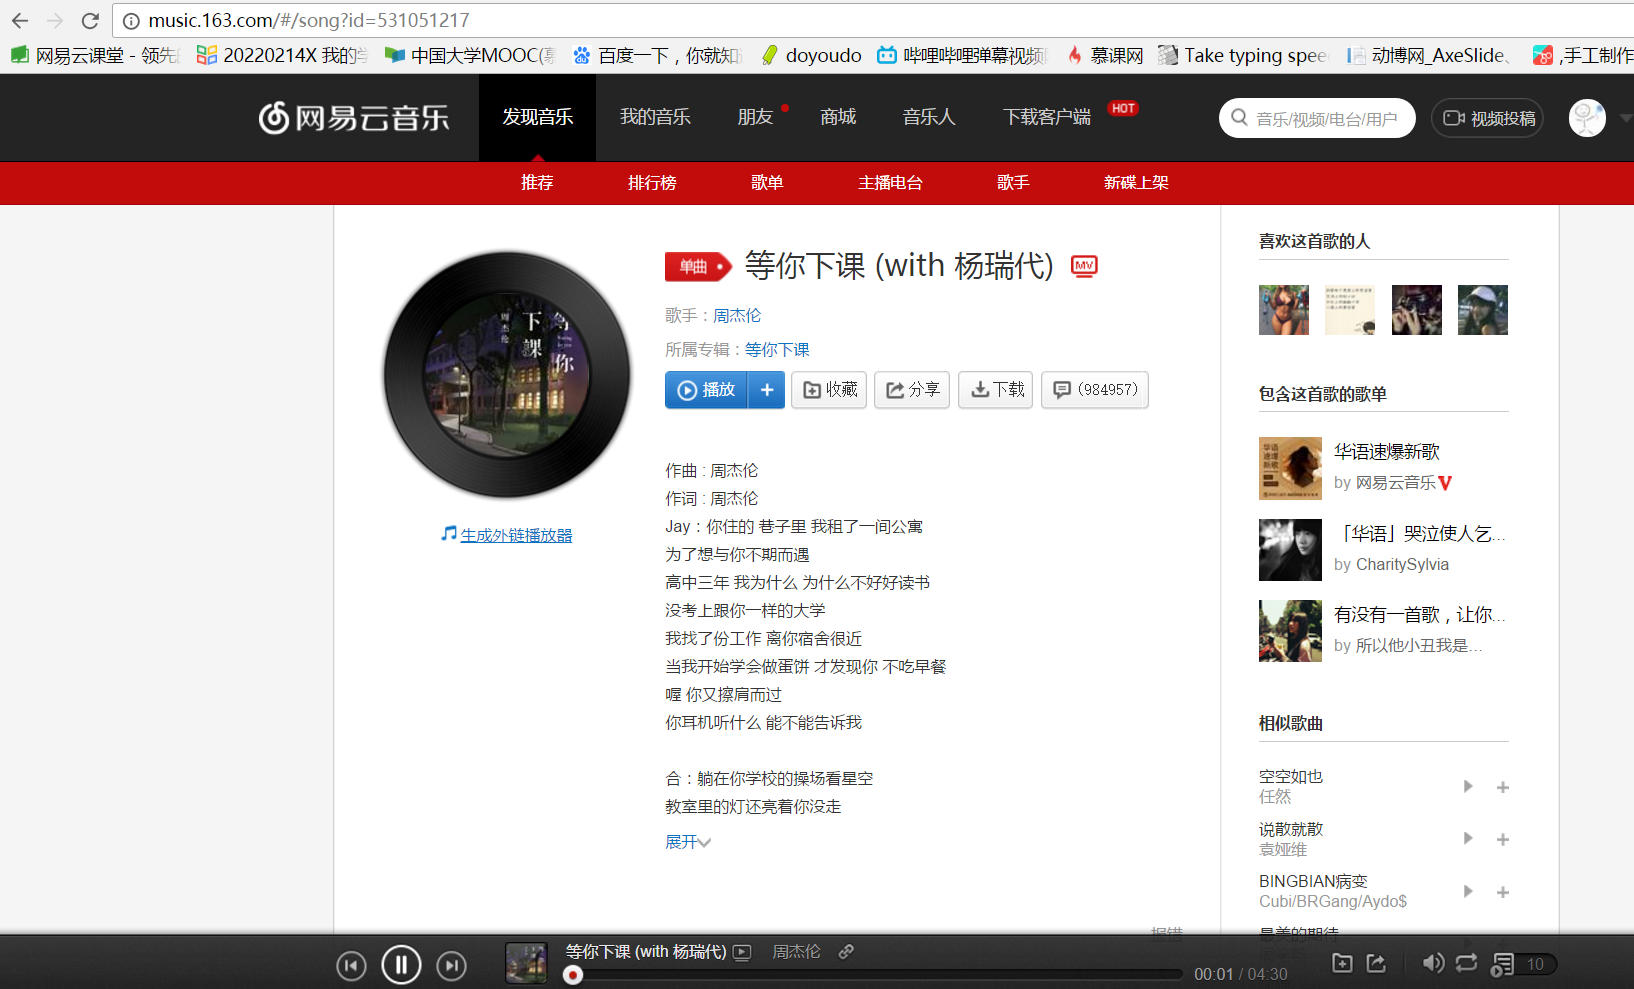 music.163.com/#/song?id=531051217
网易云课堂 - 领先的
20220214X 我的学
中国大学MOOC(慕
百度一下，你就知道
doyoudo
哔哩哔哩弹幕视频
慕课网
Take typing spee
动博网_AxeSlide、
,手工制作
网易云音乐
发现音乐
我的音乐
朋友
商城
音乐人
下载客户端
HOT
音乐/视频/电台/用户
视频投稿
推荐
排行榜
歌单
主播电台
歌手
新碟上架
等你
下課
周杰伦
生成外链播放器
单曲
等你下课 (with 杨瑞代)
MV
歌手：周杰伦
所属专辑：等你下课
播放
+
收藏
分享
下载
(984957)
作曲 : 周杰伦
作词 : 周杰伦
Jay：你住的 巷子里 我租了一间公寓
为了想与你不期而遇
高中三年 我为什么 为什么不好好读书
没考上跟你一样的大学
我找了份工作 离你宿舍很近
当我开始学会做蛋饼 才发现你 不吃早餐
喔 你又擦肩而过
你耳机听什么 能不能告诉我
合：躺在你学校的操场看星空
教室里的灯还亮着你没走
展开
报错
喜欢这首歌的人
包含这首歌的歌单
华语速爆新歌
华语速爆新歌
by 网易云音乐V
「华语」哭泣使人乞...
by CharitySylvia
有没有一首歌，让你...
by 所以他小丑我是...
相似歌曲
空空如也
任然
说散就散
袁娅维
BINGBIAN病变
Cubi/BRGang/Aydo$
最美的期待
等你下课 (with 杨瑞代)
周杰伦
00:01 / 04:30
10